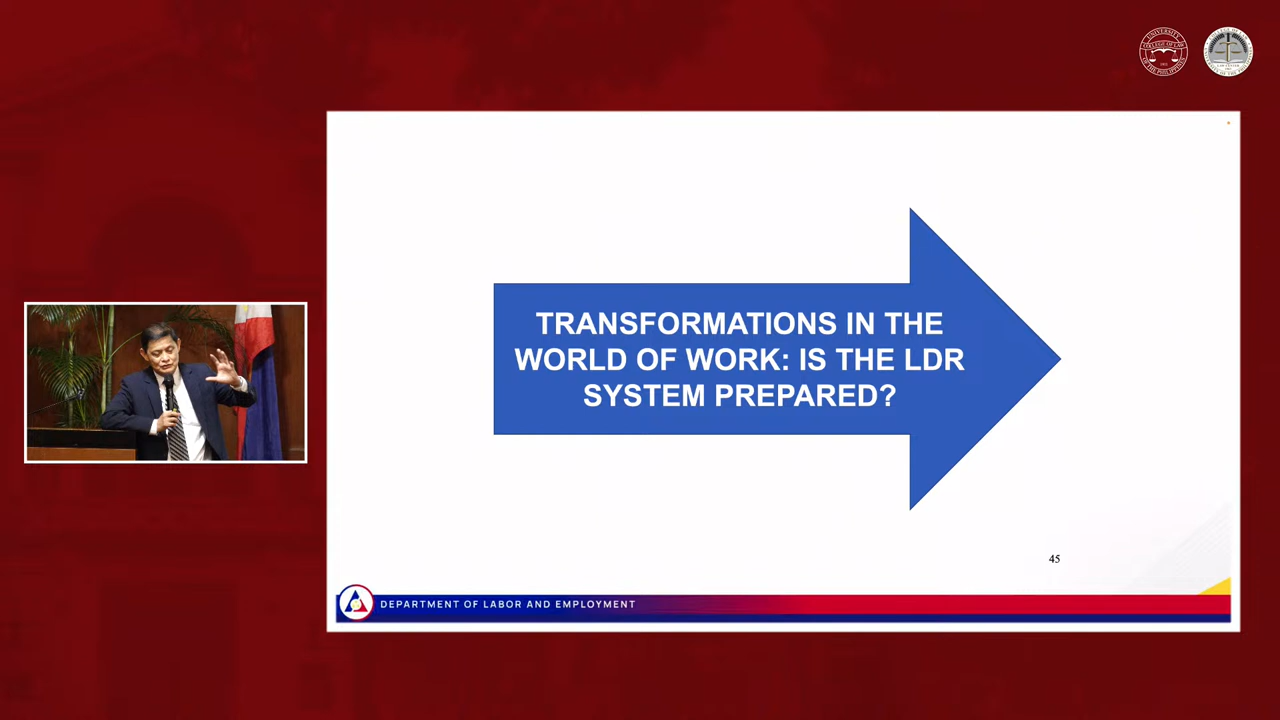 TRANSFORMATIONS IN THE
WORLD OF WORK: IS THE LDR
SYSTEM PREPARED?
45
DEPARTMENT OF LABOR AND EMPLOYMENT